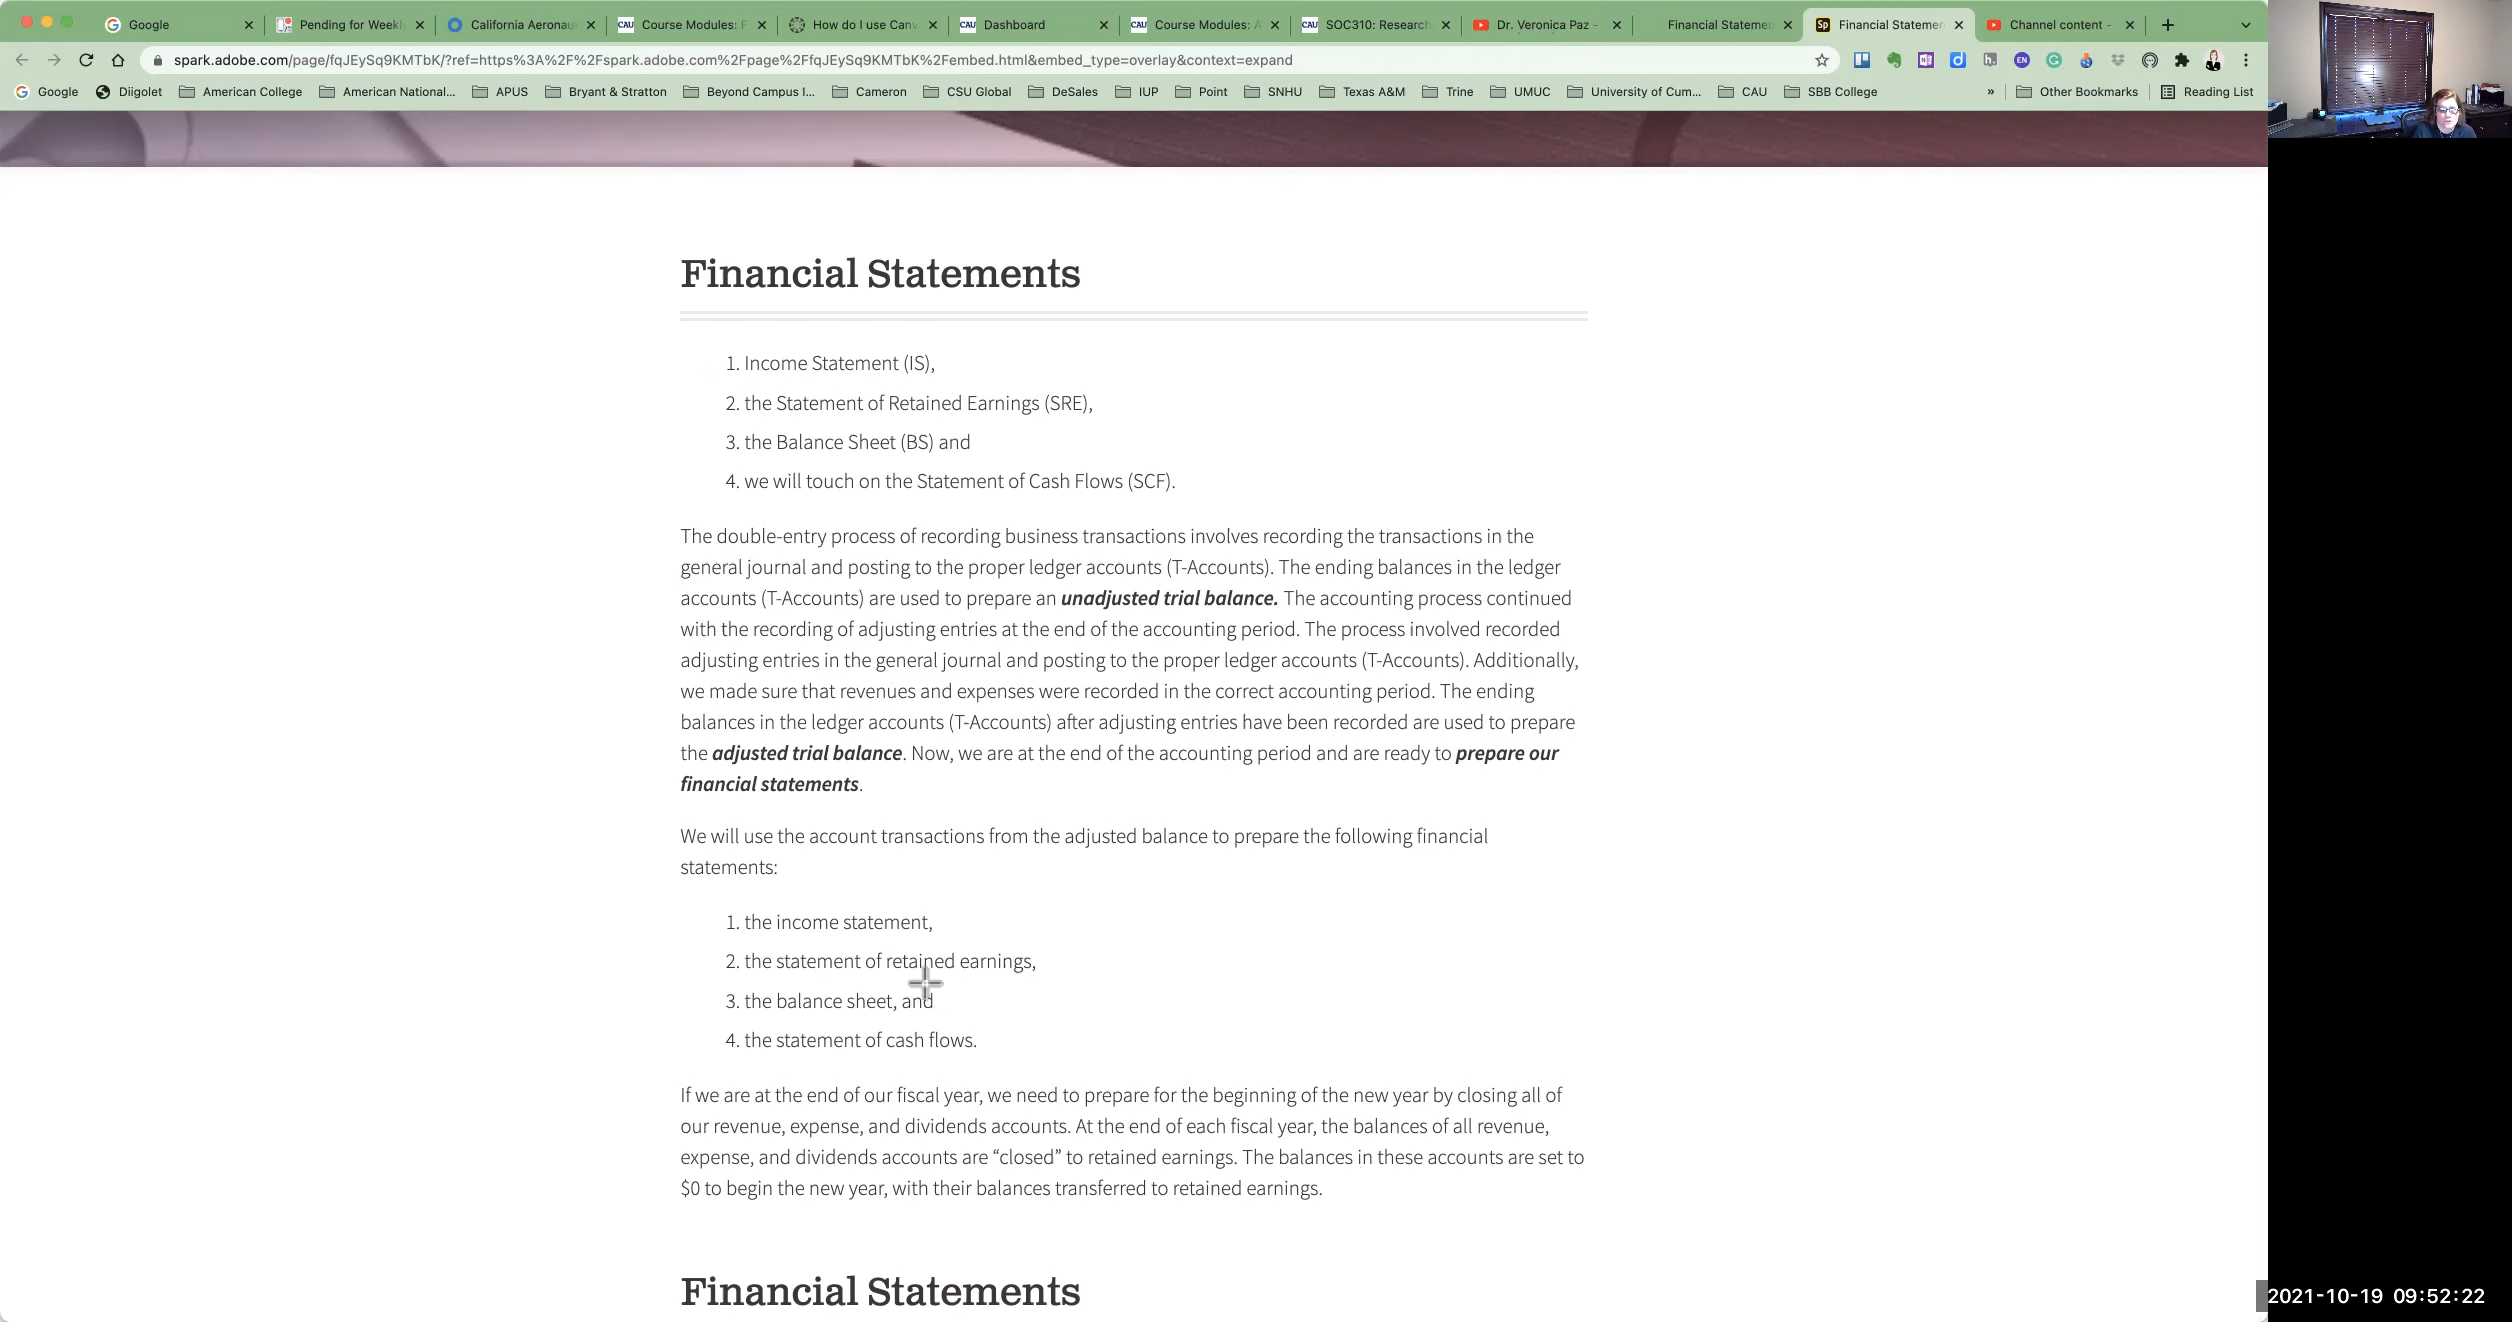 Google
Pending for Weekl
California Aeronau
CAU Course Modules: F
How do I use Canv
CAU Dashboard
CAU Course Modules: A
CAU SOC310: Research
Dr. Veronica Paz -
Financial Statemen
Sp Financial Statemen
Channel content -
spark.adobe.com/page/fqJEySq9KMTbK/?ref=https%3A%2F%2Fspark.adobe.com%2Fpage%2FfqJEySq9KMTbK%2Fembed.html&embed_type=overlay&context=expand
Google Diigolet American College American National... APUS Bryant & Stratton Beyond Campus I... Cameron CSU Global DeSales IUP Point SNHU Texas A&M Trine UMUC University of Cum... CAU SBB College » Other Bookmarks Reading List
Financial Statements
1. Income Statement (IS),
2. the Statement of Retained Earnings (SRE),
3. the Balance Sheet (BS) and
4. we will touch on the Statement of Cash Flows (SCF).
The double-entry process of recording business transactions involves recording the transactions in the
general journal and posting to the proper ledger accounts (T-Accounts). The ending balances in the ledger
accounts (T-Accounts) are used to prepare an unadjusted trial balance. The accounting process continued
with the recording of adjusting entries at the end of the accounting period. The process involved recorded
adjusting entries in the general journal and posting to the proper ledger accounts (T-Accounts). Additionally,
we made sure that revenues and expenses were recorded in the correct accounting period. The ending
balances in the ledger accounts (T-Accounts) after adjusting entries have been recorded are used to prepare
the adjusted trial balance. Now, we are at the end of the accounting period and are ready to prepare our
financial statements.
We will use the account transactions from the adjusted balance to prepare the following financial
statements:
1. the income statement,
2. the statement of retained earnings,
3. the balance sheet, and
4. the statement of cash flows.
If we are at the end of our fiscal year, we need to prepare for the beginning of the new year by closing all of
our revenue, expense, and dividends accounts. At the end of each fiscal year, the balances of all revenue,
expense, and dividends accounts are “closed” to retained earnings. The balances in these accounts are set to
$0 to begin the new year, with their balances transferred to retained earnings.
Financial Statements
2021-10-19 09:52:22